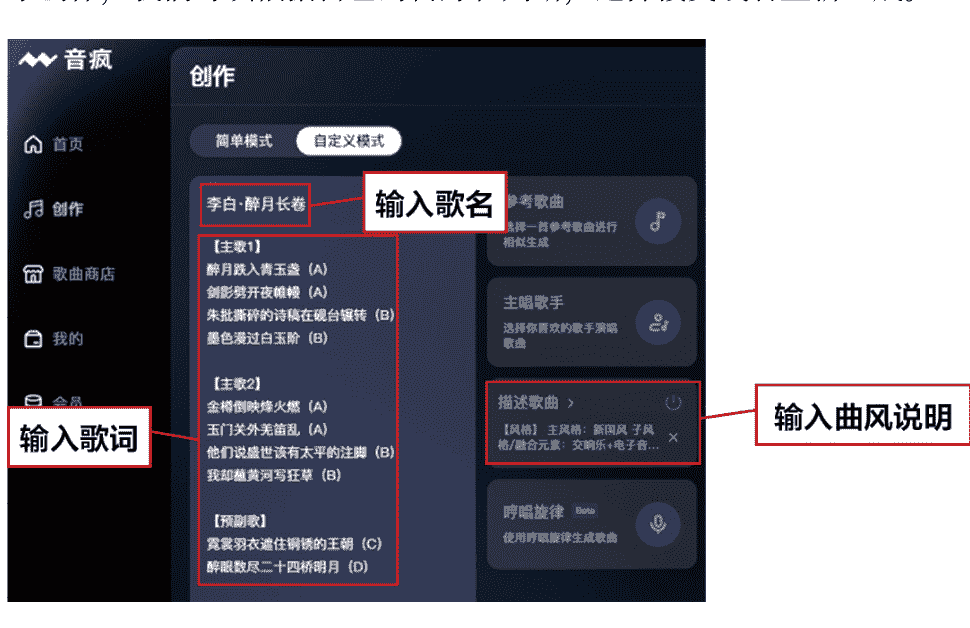 音疯
首页
创作
歌曲商店
我的
会员
创作
简单模式
自定义模式
李白·醉月长卷
【主歌1】
醉月跌入青玉盏（A）
剑影劈开夜帷幔（A）
朱批撕碎的诗稿在砚台辗转（B）
墨色漫过白玉阶（B）
【主歌2】
金樽倒映烽火燃（A）
玉门关外羌笛乱（A）
他们说盛世该有太平的注脚（B）
我却蘸黄河写狂草（B）
【预副歌】
霓裳羽衣遮住铜锈的王朝（C）
醉眼数尽二十四桥明月（D）
参考歌曲
选择一首参考歌曲进行
相似生成
主唱歌手
选择你喜欢的歌手演唱
歌曲
描述歌曲 >
【风格】 主风格：新国风 子风
格/融合元素：交响乐+电子音...
哼唱旋律 Beta
使用哼唱旋律生成歌曲
输入歌名
输入歌词
输入曲风说明